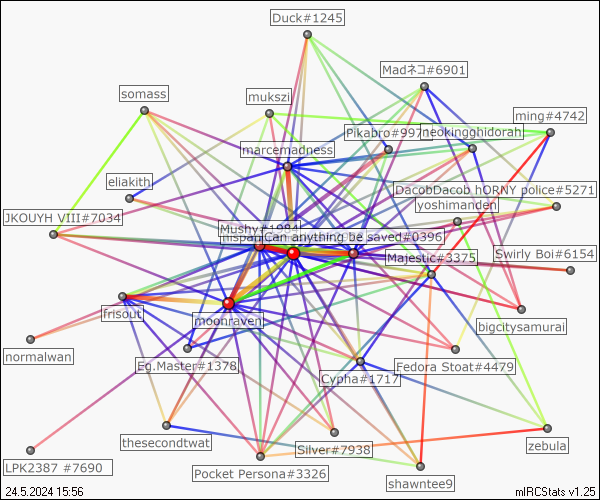 Duck#1245
Madネコ#6901
somass
mukszi
ming#4742
Pikabro#997
neokingghidorah
marcemadness
eliakith
DacobDacob hORNY police#5271
yoshimanden
JKOUYH VIII#7034
Mushy#1984
Can anything be saved#0396
Majestic#3375
Swirly Boi#6154
frisout
moonraven
bigcitysamurai
normalwan
Eg.Master#1378
Fedora Stoat#4479
Cypha#1717
thesecondtwat
Silver#7938
zebula
LPK2387 #7690
Pocket Persona#3326
shawntee9
24.5.2024 15:56
mIRCStats v1.25